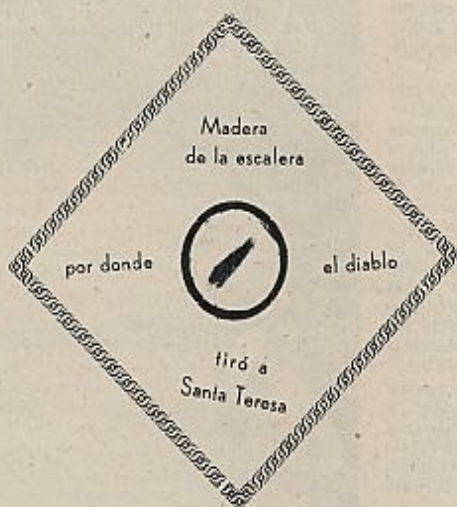 Madera
de la escalera
por donde el diablo
tiró a
Santa Teresa